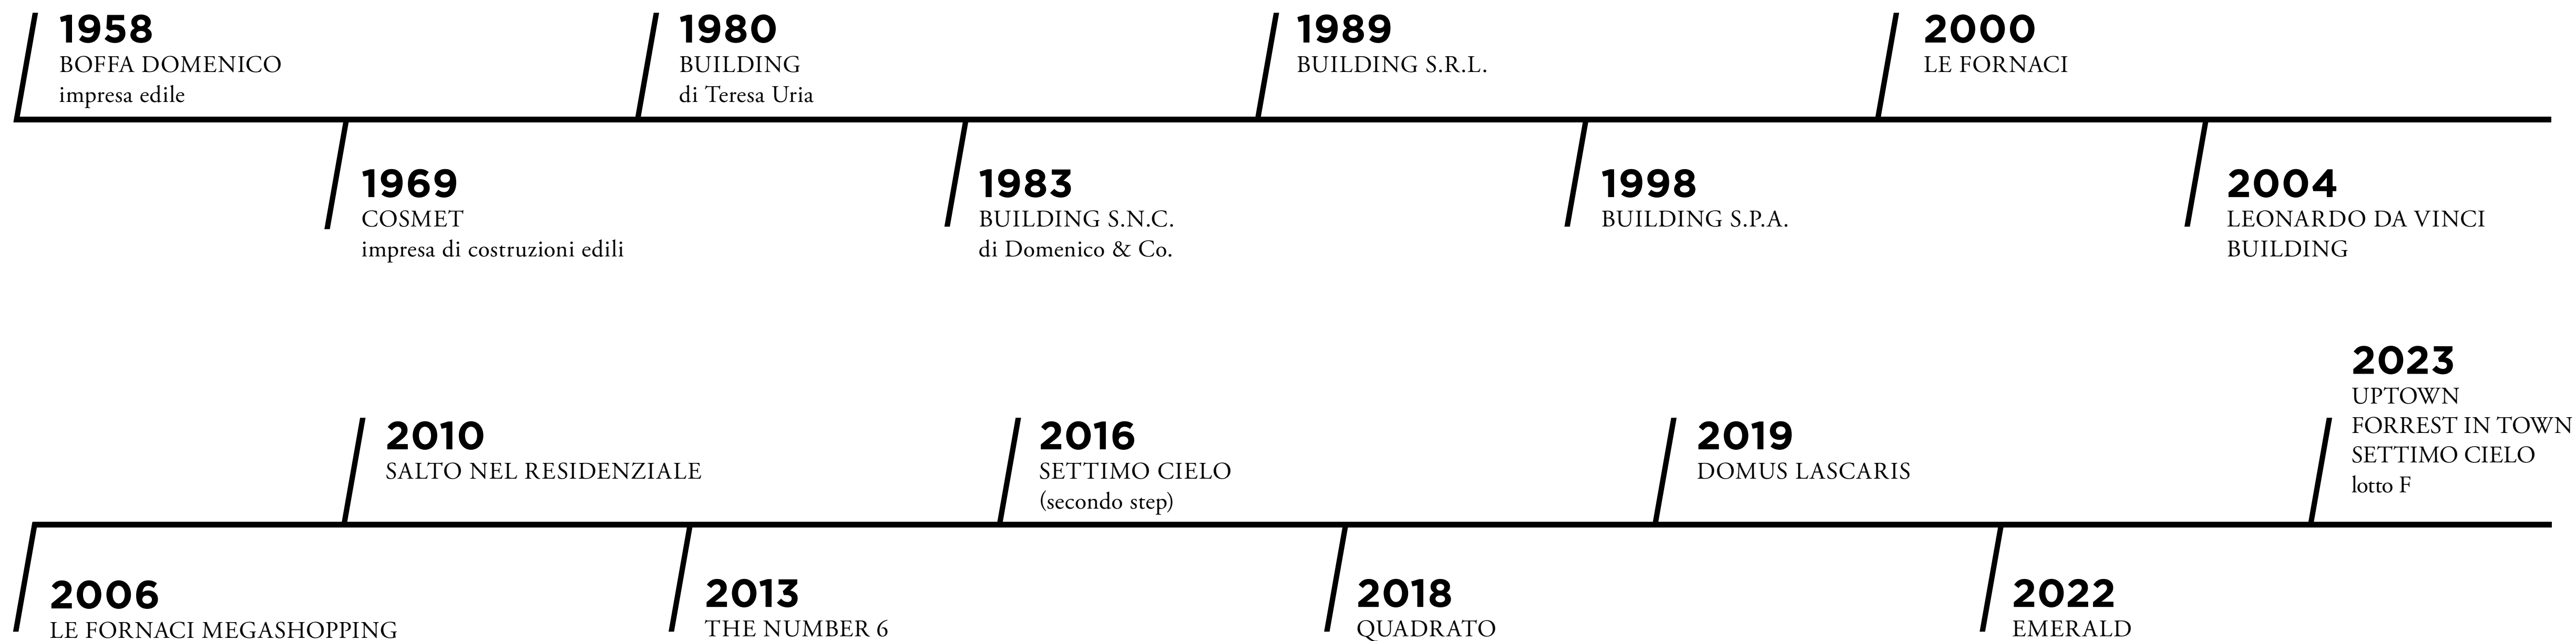 1958
BOFFA DOMENICO
impresa edile
1969
COSMET
impresa di costruzioni edili
1980
BUILDING
di Teresa Uria
1983
BUILDING S.N.C.
di Domenico & Co.
1989
BUILDING S.R.L.
1998
BUILDING S.P.A.
2000
LE FORNACI
2004
LEONARDO DA VINCI
BUILDING
2006
LE FORNACI MEGASHOPPING
2010
SALTO NEL RESIDENZIALE
2013
THE NUMBER 6
2016
SETTIMO CIELO
(secondo step)
2018
QUADRATO
2019
DOMUS LASCARIS
2022
EMERALD
2023
UPTOWN
FORREST IN TOWN
SETTIMO CIELO
lotto F